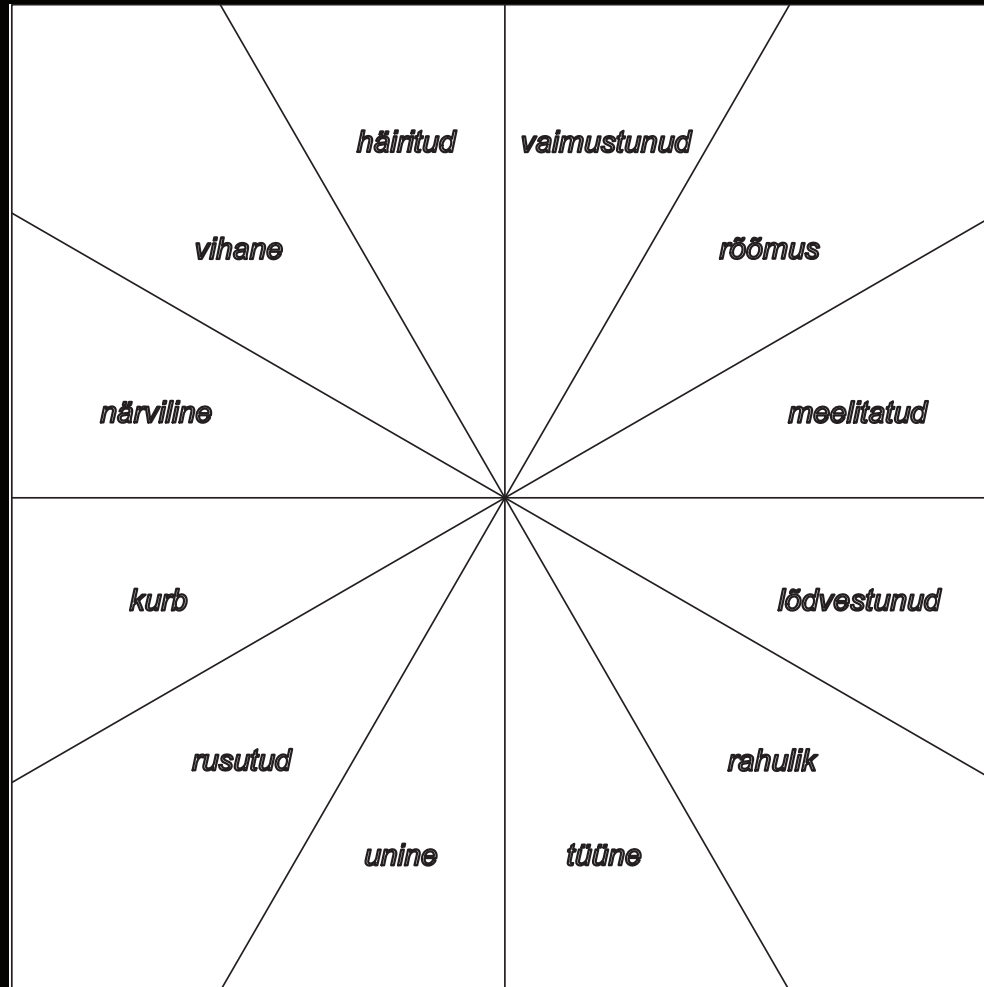 häiritud
vaimustunud
vihane
rõõmus
närviline
meelitatud
kurb
lõdvestunud
rusutud
rahulik
unine
tüüne